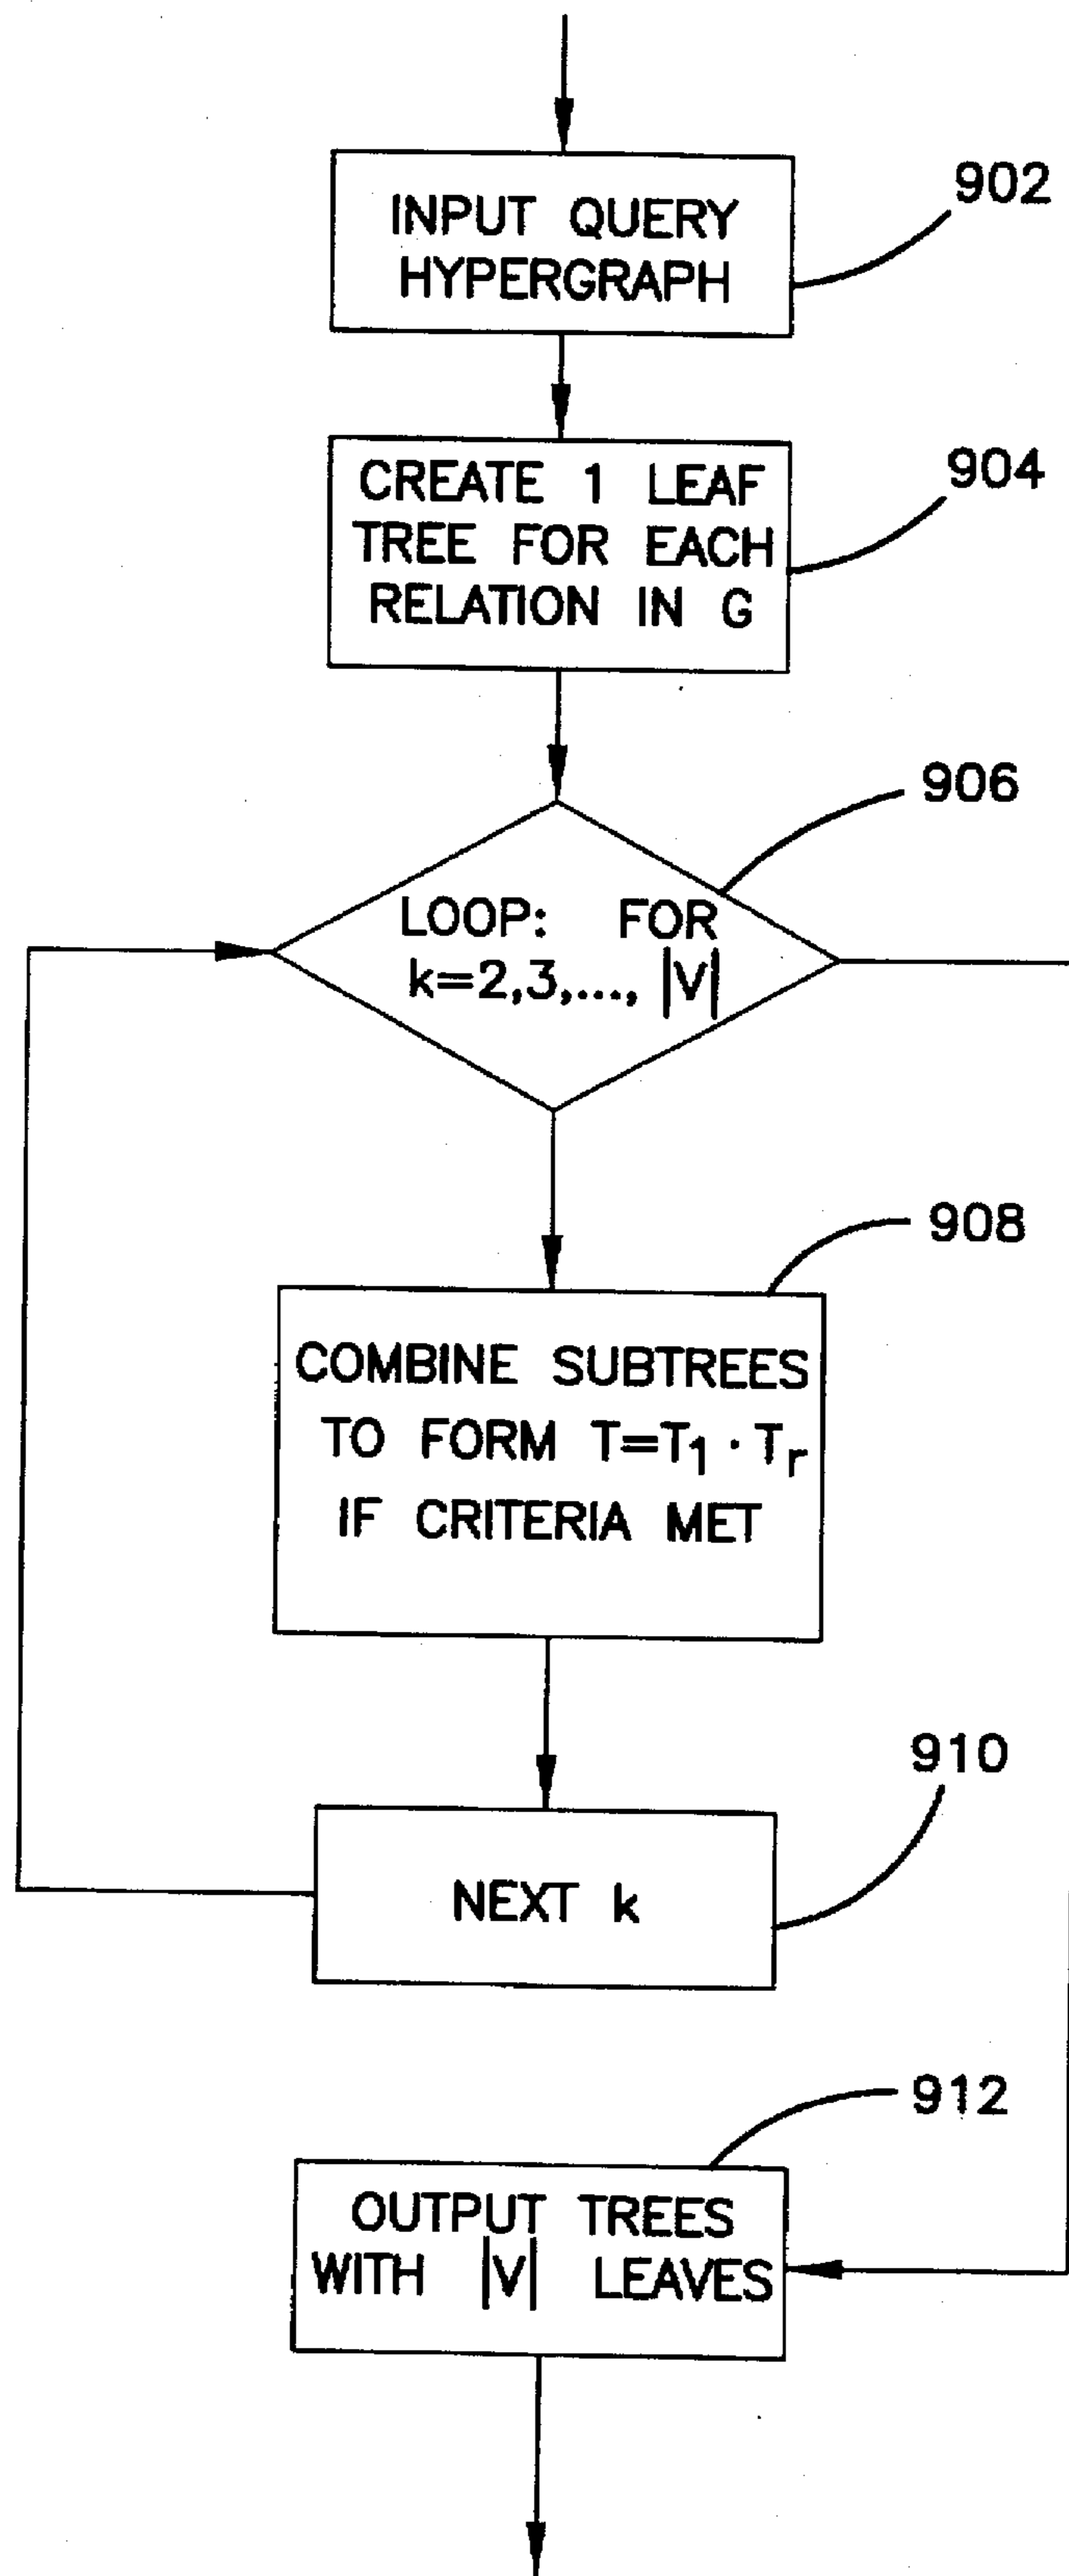 INPUT QUERY
HYPERGRAPH
902
CREATE 1 LEAF
TREE FOR EACH
RELATION IN G
904
906
LOOP: FOR
k=2,3,..., |V|
908
COMBINE SUBTREES
TO FORM T=T₁ · Tᵣ
IF CRITERIA MET
910
NEXT k
912
OUTPUT TREES
WITH |V| LEAVES